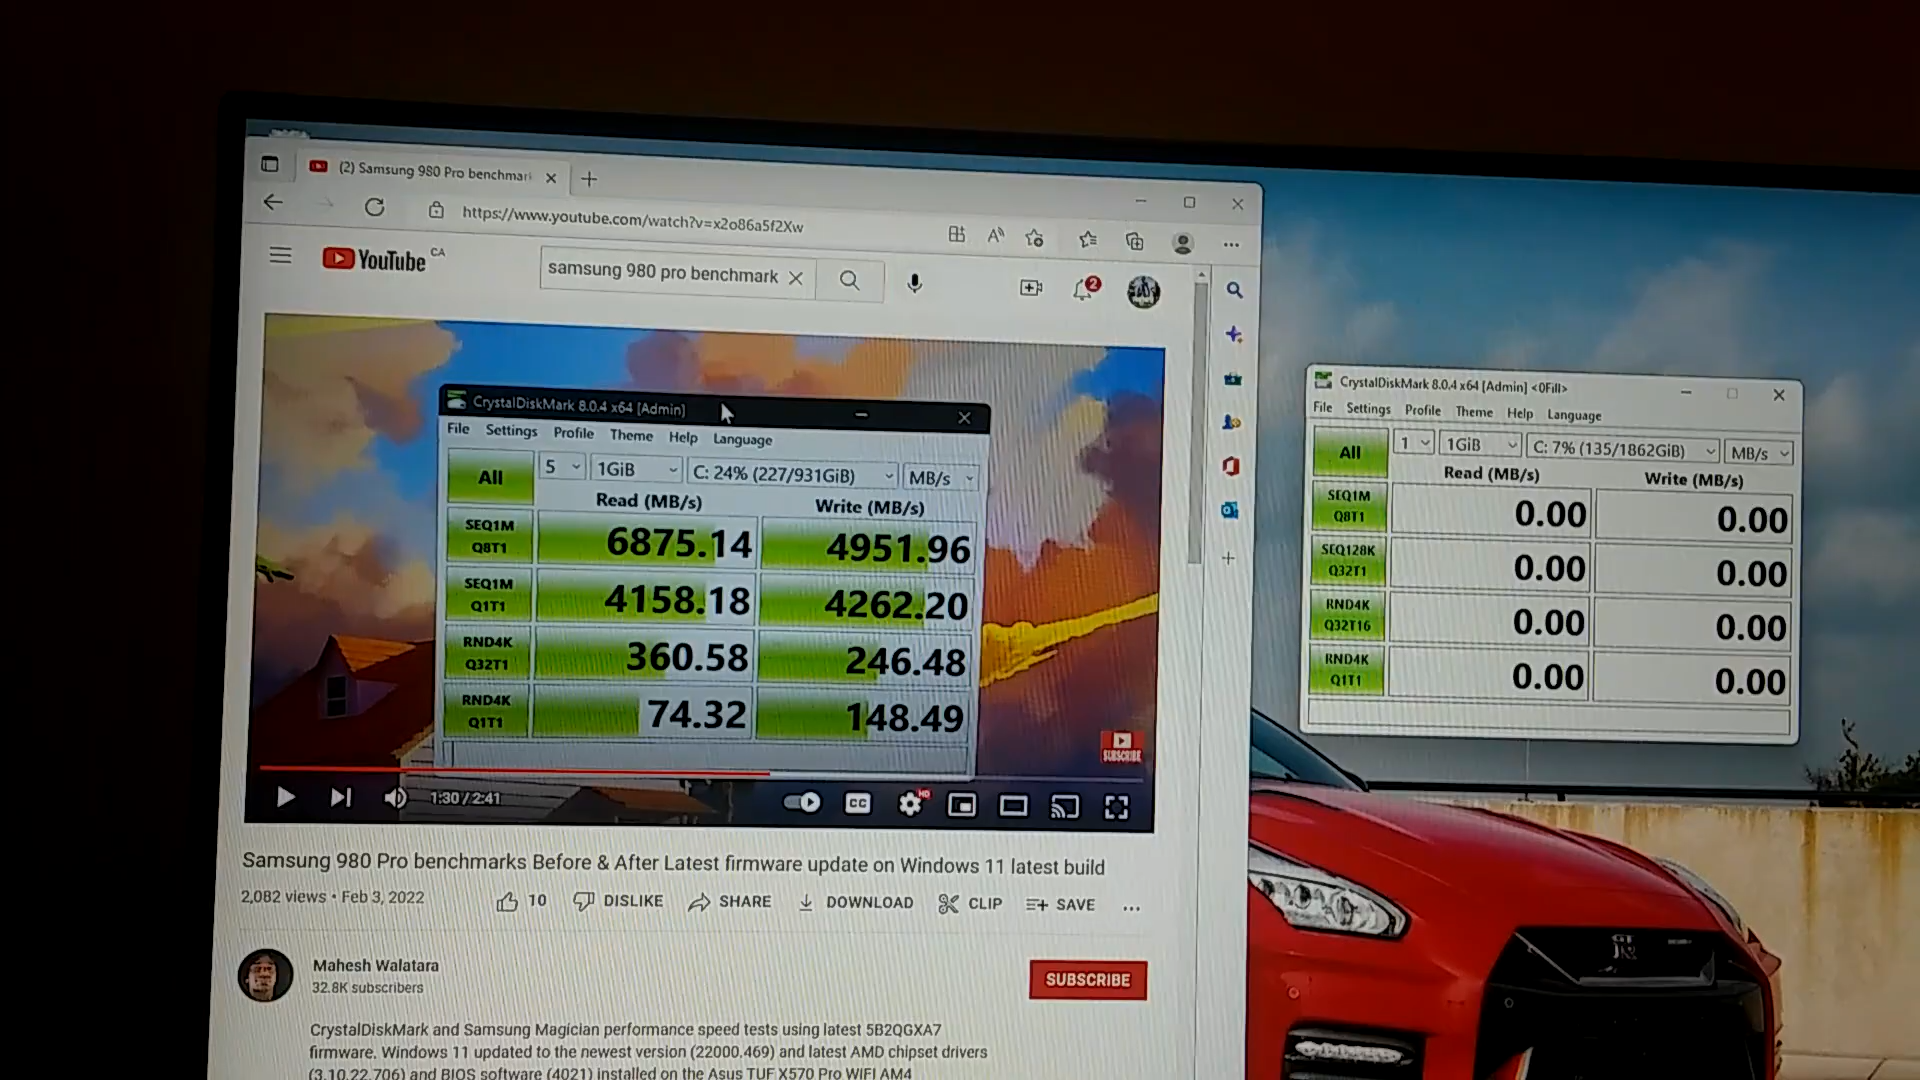 (2) Samsung 980 Pro benchmar
https://www.youtube.com/watch?v=x2o86a5f2Xw
YouTube CA
samsung 980 pro benchmark
2
CrystalDiskMark 8.0.4 x64 [Admin]
File Settings Profile Theme Help Language
All 5 1GiB C: 24% (227/931GiB) MB/s
Read (MB/s) Write (MB/s)
SEQ1M Q8T1 6875.14 4951.96
SEQ1M Q1T1 4158.18 4262.20
RND4K Q32T1 360.58 246.48
RND4K Q1T1 74.32 148.49
SUBSCRIBE
1:30 / 2:41
CC
HD
Samsung 980 Pro benchmarks Before & After Latest firmware update on Windows 11 latest build
2,082 views • Feb 3, 2022
10 DISLIKE SHARE DOWNLOAD CLIP SAVE ...
Mahesh Walatara
32.8K subscribers
SUBSCRIBE
CrystalDiskMark and Samsung Magician performance speed tests using latest 5B2QGXA7
firmware. Windows 11 updated to the newest version (22000.469) and latest AMD chipset drivers
(3.10.22.706) and BIOS software (4021) installed on the Asus TUF X570 Pro WIFI AM4
CrystalDiskMark 8.0.4 x64 [Admin] <0Fill>
File Settings Profile Theme Help Language
All 1 1GiB C: 7% (135/1862GiB) MB/s
Read (MB/s) Write (MB/s)
SEQ1M Q8T1 0.00 0.00
SEQ128K Q32T1 0.00 0.00
RND4K Q32T16 0.00 0.00
RND4K Q1T1 0.00 0.00
GT R